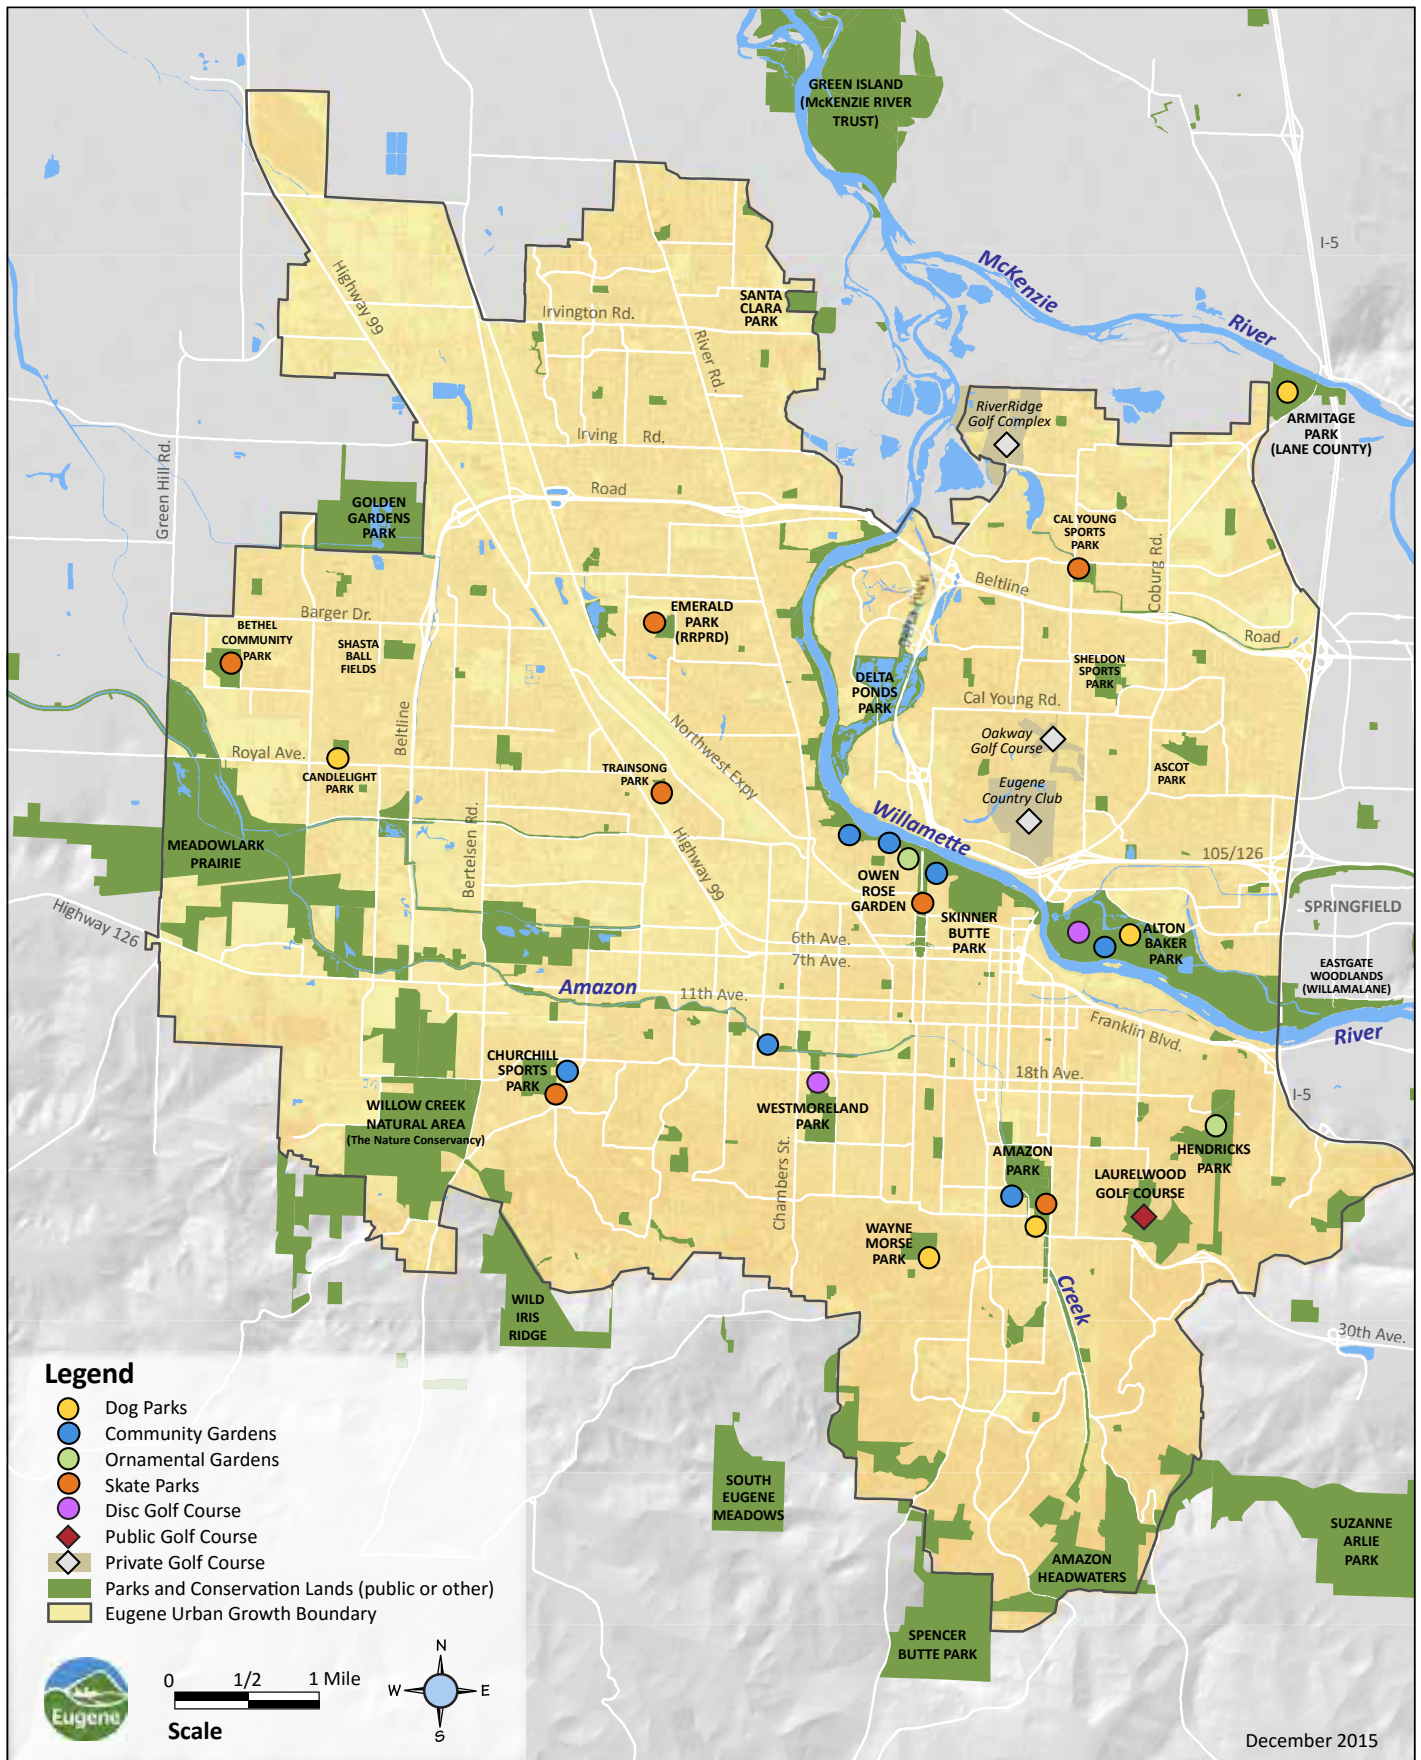 GREEN ISLAND
(McKENZIE RIVER
TRUST)
I-5
McKenzie
River
Highway 99
SANTA
CLARA
PARK
Irvington Rd.
River Rd.
RiverRidge
Golf Complex
ARMITAGE
PARK
(LANE COUNTY)
Irving Rd.
Green Hill Rd.
Road
GOLDEN
GARDENS
PARK
CAL YOUNG
SPORTS
PARK
Coburg Rd.
Beltline
Barger Dr.
EMERALD
PARK
(RRPRD)
BETHEL
COMMUNITY
PARK
SHASTA
BALL
FIELDS
Road
SHELDON
SPORTS
PARK
DELTA
PONDS
PARK
Cal Young Rd.
Beltline
Northwest Expy
Oakway
Golf Course
Royal Ave.
CANDLELIGHT
PARK
TRAINSONG
PARK
ASCOT
PARK
Eugene
Country Club
Willamette
Bertelsen Rd.
Highway 99
MEADOWLARK
PRAIRIE
105/126
OWEN
ROSE
GARDEN
Highway 126
SKINNER
BUTTE
PARK
SPRINGFIELD
ALTON
BAKER
PARK
6th Ave.
7th Ave.
EASTGATE
WOODLANDS
(WILLAMALANE)
Amazon
11th Ave.
Franklin Blvd.
River
CHURCHILL
SPORTS
PARK
18th Ave.
I-5
WILLOW CREEK
NATURAL AREA
(The Nature Conservancy)
WESTMORELAND
PARK
Chambers St.
AMAZON
PARK
HENDRICKS
PARK
LAURELWOOD
GOLF COURSE
WAYNE
MORSE
PARK
Creek
WILD
IRIS
RIDGE
30th Ave.
SOUTH
EUGENE
MEADOWS
SUZANNE
ARLIE
PARK
AMAZON
HEADWATERS
SPENCER
BUTTE PARK
Legend
Dog Parks
Community Gardens
Ornamental Gardens
Skate Parks
Disc Golf Course
Public Golf Course
Private Golf Course
Parks and Conservation Lands (public or other)
Eugene Urban Growth Boundary
Eugene
0 1/2 1 Mile
Scale
N
W E
S
December 2015